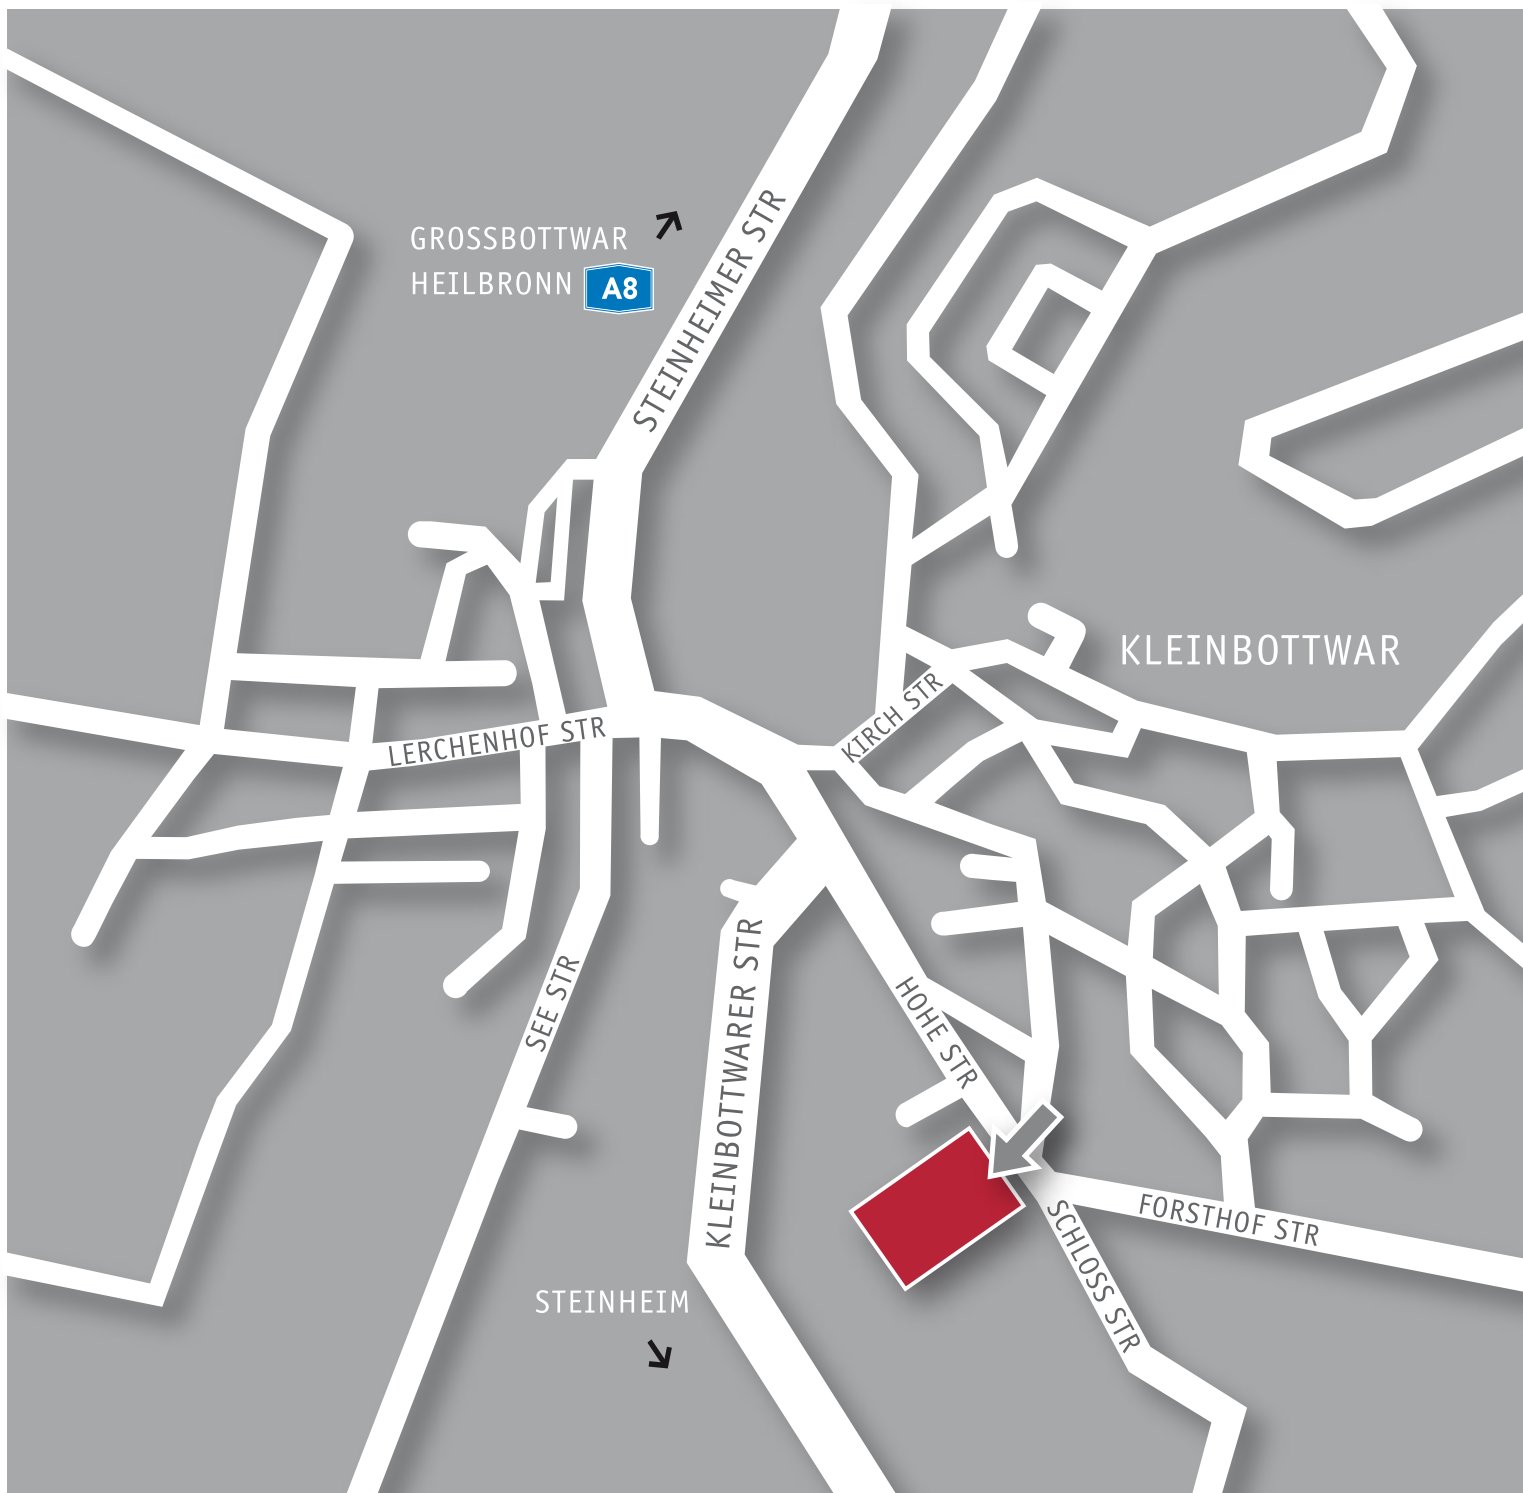 GROSSBOTTWAR
HEILBRONN A8
STEINHEIMER STR
KLEINBOTTWAR
KIRCH STR
LERCHENHOF STR
SEE STR
KLEINBOTTWARER STR
HOHE STR
FORSTHOF STR
SCHLOSS STR
STEINHEIM